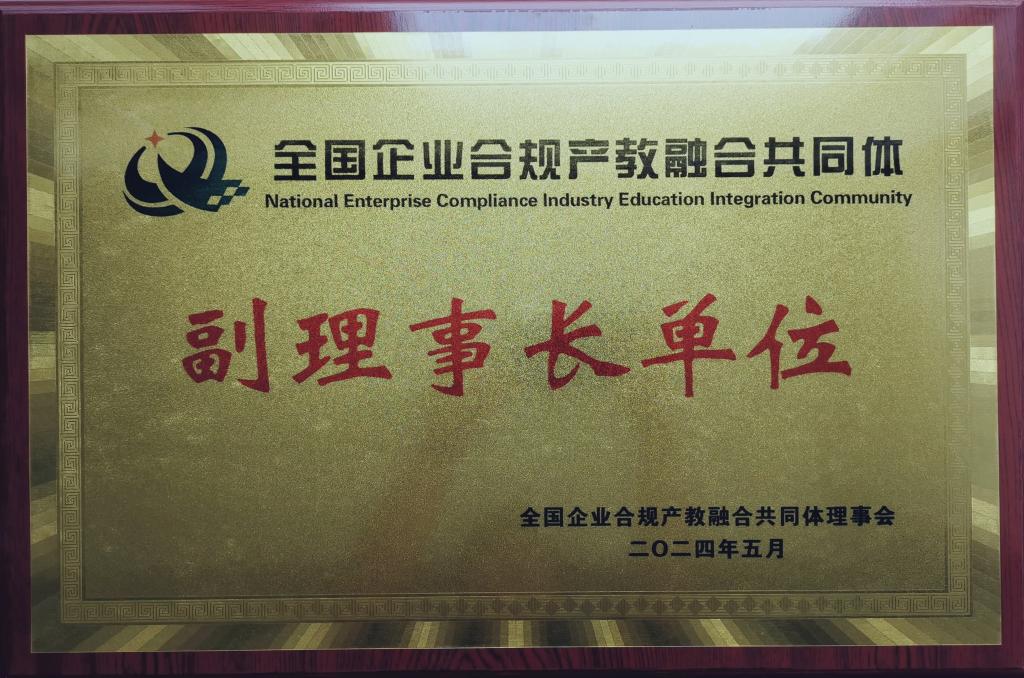 全国企业合规产教融合共同体
National Enterprise Compliance Industry Education Integration Community
副理事长单位
全国企业合规产教融合共同体理事会
二〇二四年五月